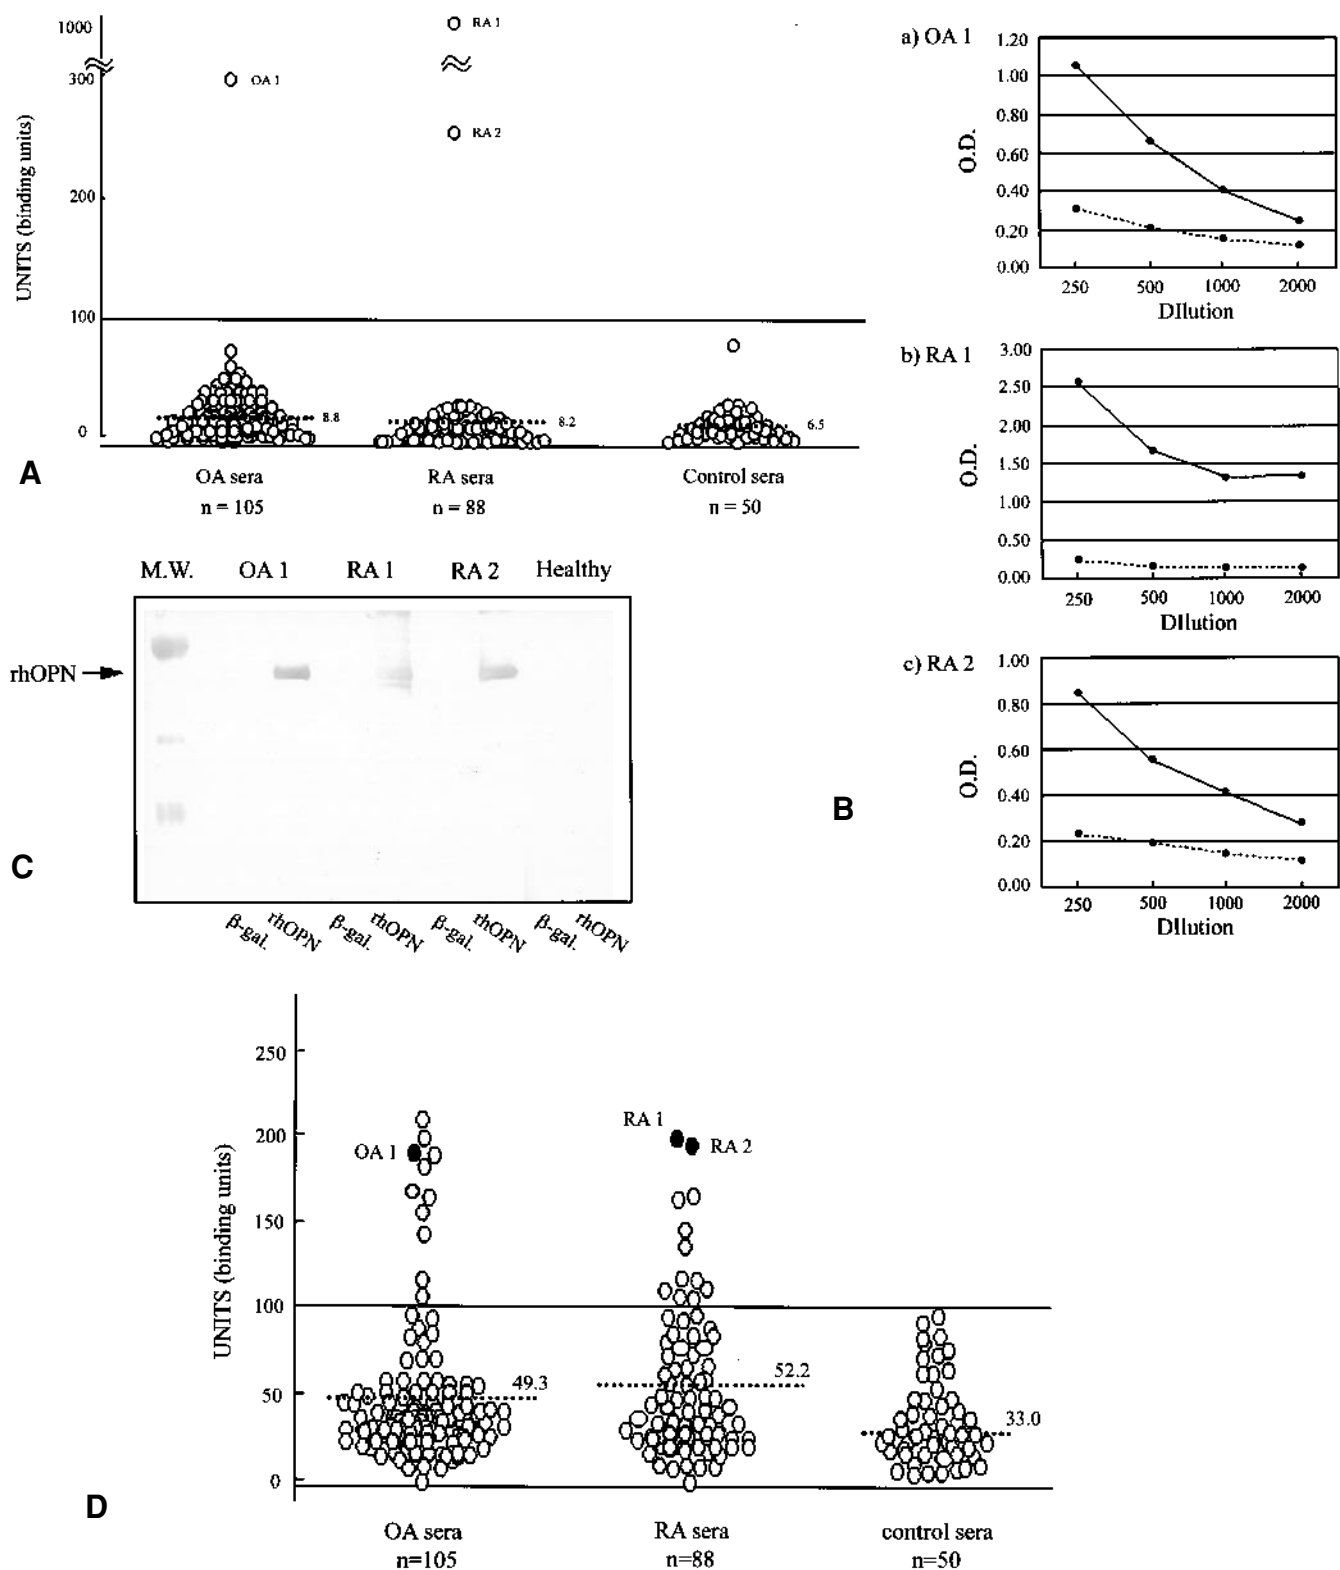 1000
RA 1
300
OA 1
RA 2
200
UNITS (binding units)
100
8.8
8.2
6.5
0
A
OA sera
RA sera
Control sera
n = 105
n = 88
n = 50
a) OA 1
1.20
1.00
0.80
0.60
0.40
0.20
0.00
O.D.
250 500 1000 2000
DIlution
b) RA 1
3.00
2.50
2.00
1.50
1.00
0.50
0.00
O.D.
250 500 1000 2000
DIlution
c) RA 2
1.00
0.80
0.60
0.40
0.20
0.00
O.D.
250 500 1000 2000
DIlution
B
M.W. OA 1 RA 1 RA 2 Healthy
rhOPN
C
β-gal. rhOPN β-gal. rhOPN β-gal. rhOPN β-gal. rhOPN
250
200
150
100
50
0
UNITS (binding units)
RA 1
OA 1
RA 2
49.3
52.2
33.0
D
OA sera
RA sera
control sera
n=105
n=88
n=50